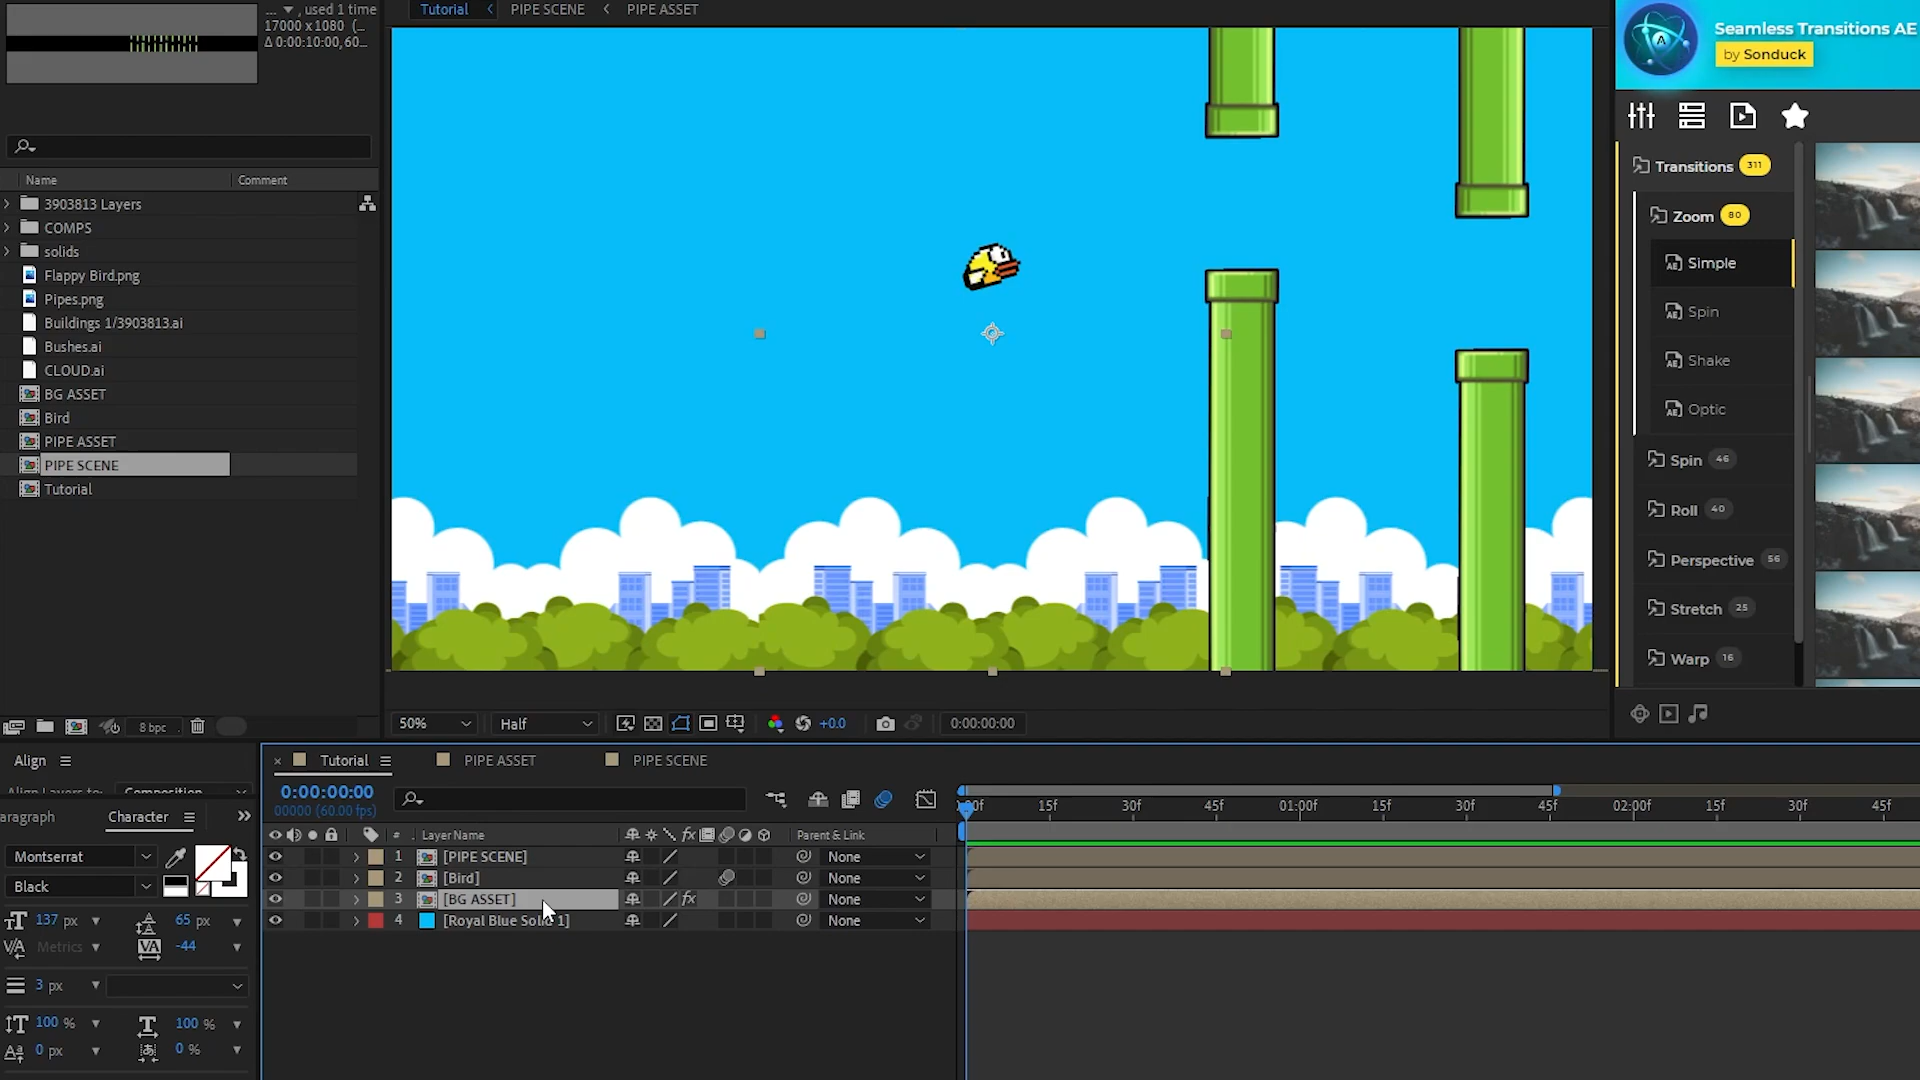 ... , used 1 time
17000 x 1080 (...
Δ 0:00:10:00, 60...
Name
Comment
3903813 Layers
COMPS
solids
Flappy Bird.png
Pipes.png
Buildings 1/3903813.ai
Bushes.ai
CLOUD.ai
BG ASSET
Bird
PIPE ASSET
PIPE SCENE
Tutorial
8 bpc
Tutorial
PIPE SCENE
PIPE ASSET
50%
Half
+0.0
0:00:00:00
Seamless Transitions AE
by Sonduck
Transitions 311
Zoom 80
Simple
Spin
Shake
Optic
Spin 46
Roll 40
Perspective 56
Stretch 25
Warp 16
Align
Align Layers to: Composition
aragraph
Character
Montserrat
Black
137 px
65 px
Metrics
-44
3 px
100 %
100 %
0 px
0 %
Tutorial
PIPE ASSET
PIPE SCENE
0:00:00:00
00000 (60.00 fps)
:00f 15f 30f 45f 01:00f 15f 30f 45f 02:00f 15f 30f 45f
# Layer Name fx Parent & Link
1 [PIPE SCENE] None
2 [Bird] None
3 [BG ASSET] fx None
4 [Royal Blue Solid 1] None